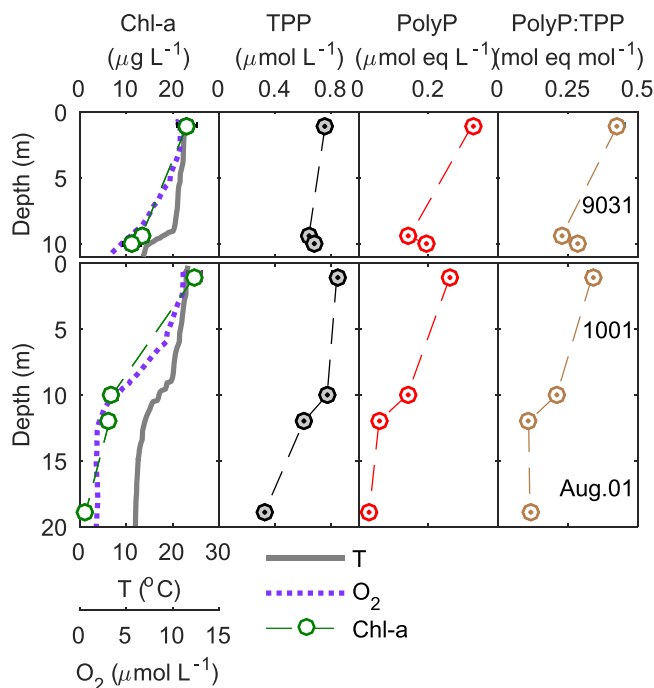 Chl-a TPP PolyP PolyP:TPP
(μg L⁻¹) (μmol L⁻¹) (μmol eq L⁻¹) (mol eq mol⁻¹)
0 10 20 0 0.4 0.8 0 0.2 0 0.25 0.5
0
5
10
Depth (m)
9031
0
5
10
15
20
Depth (m)
1001
Aug.01
0 10 20 30
T (°C)
T
O₂
Chl-a
0 5 10 15
O₂ (μmol L⁻¹)